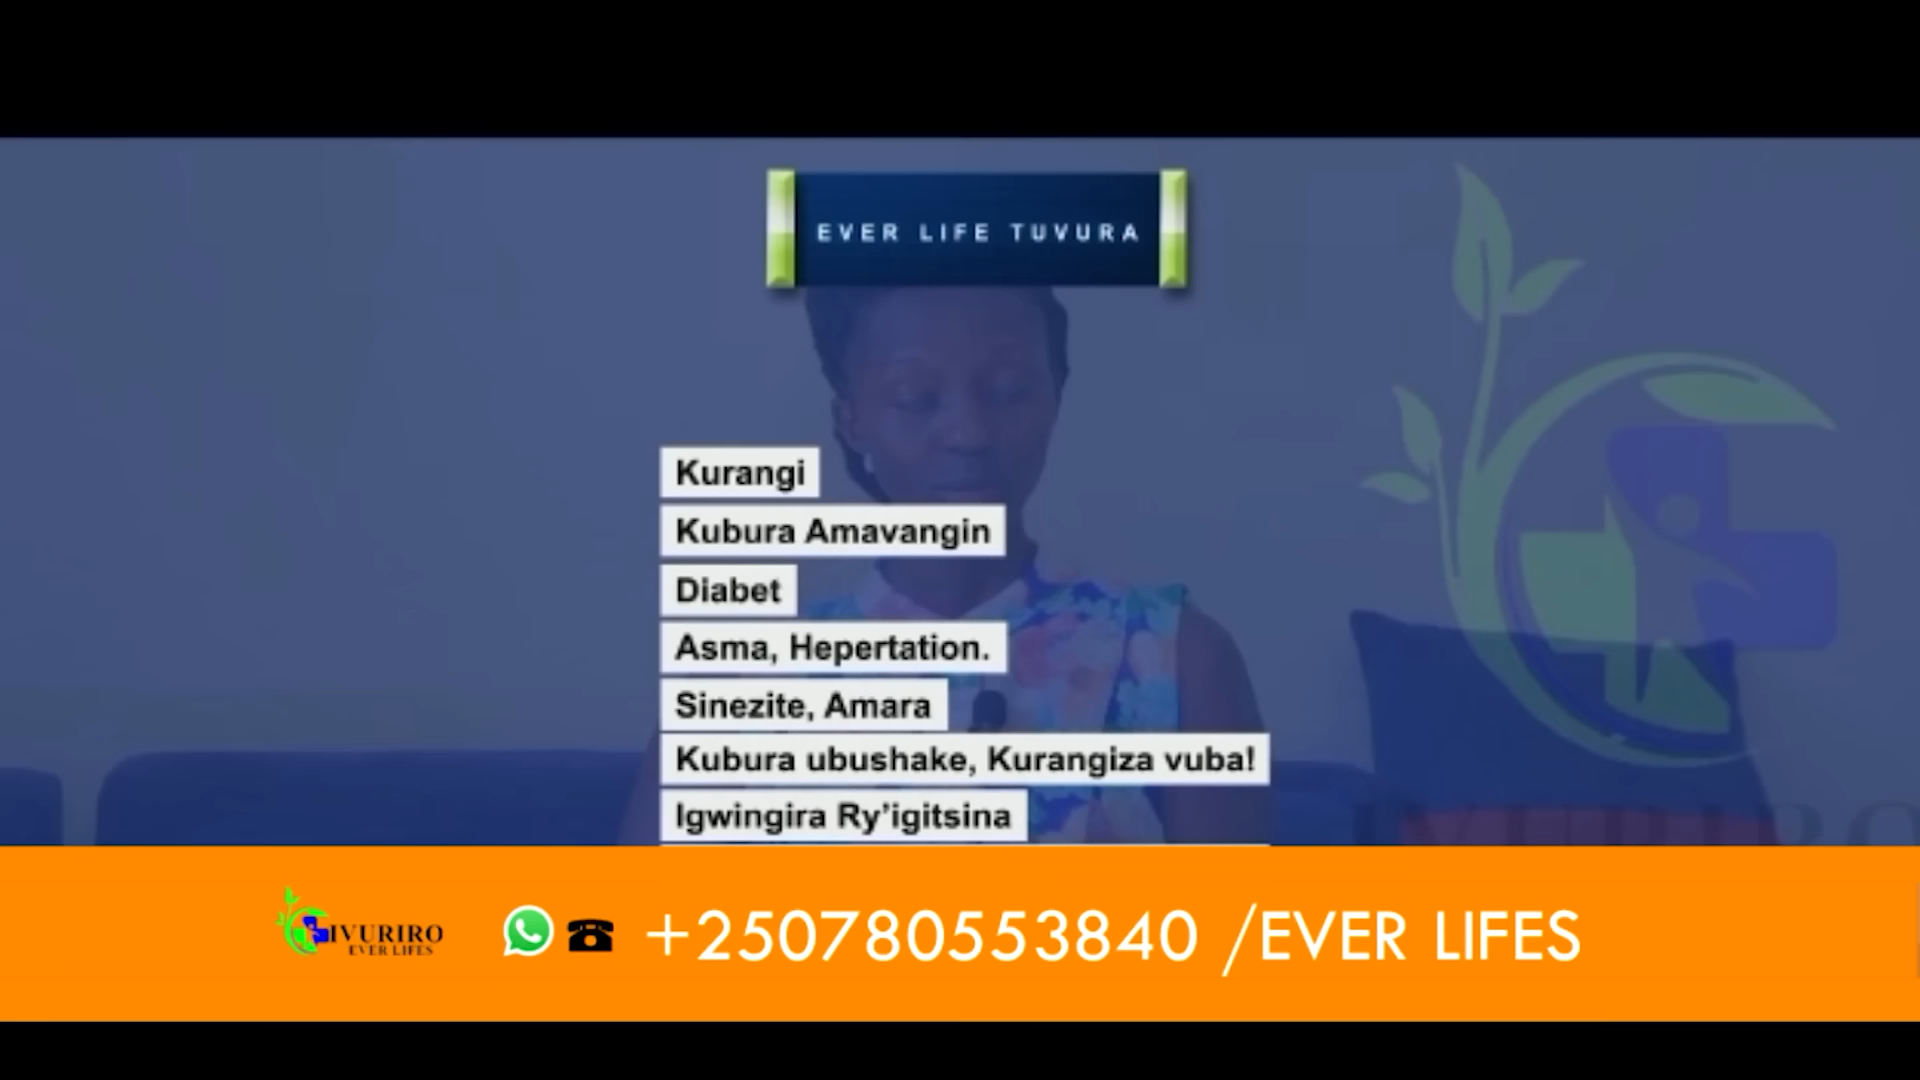 EVER LIFE TUVURA
Kurangi
Kubura Amavangin
Diabet
Asma, Hepertation.
Sinezite, Amara
Kubura ubushake, Kurangiza vuba!
Igwingira Ry’igitsina
IVURIRO
IVURIRO
EVER LIFES
+250780553840 /EVER LIFES